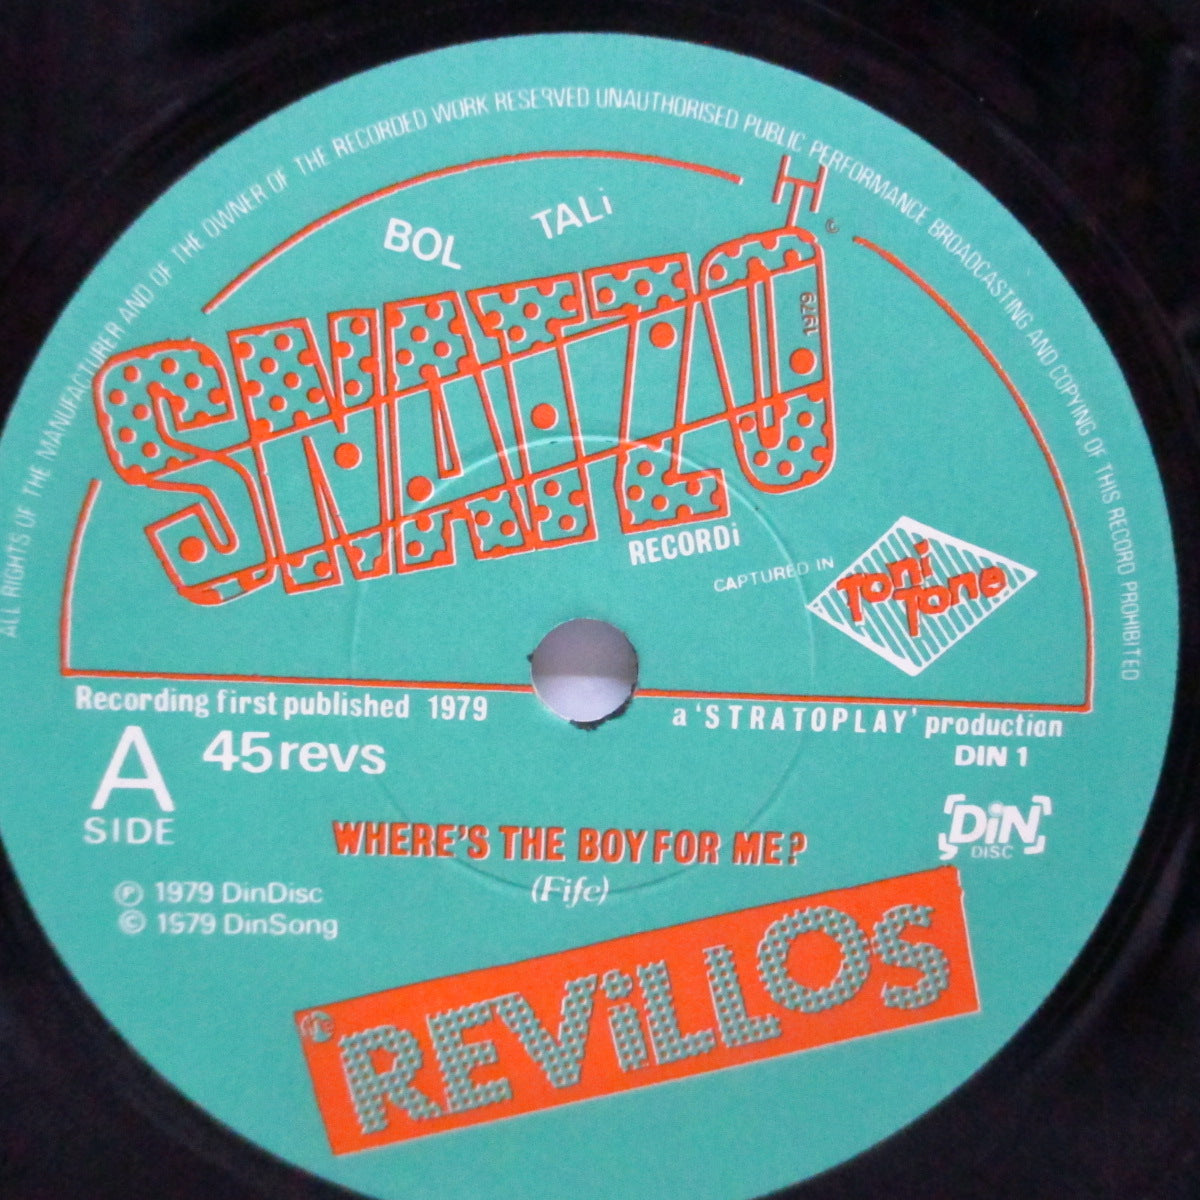 ALL RIGHTS OF THE MANUFACTURER AND OF THE OWNER OF THE RECORDED WORK RESERVED UNAUTHORISED PUBLIC PERFORMANCE BROADCASTING AND COPYING OF THIS RECORD PROHIBITED
BOL TALi
SNATZO
©
1979
RECORDi
CAPTURED IN
Toni
Tone
Recording first published 1979
a 'STRATOPLAY' production
A
SIDE
45revs
DIN 1
WHERE'S THE BOY FOR ME?
(Fife)
DiN
DISC
℗ 1979 DinDisc
© 1979 DinSong
the
REViLLOS